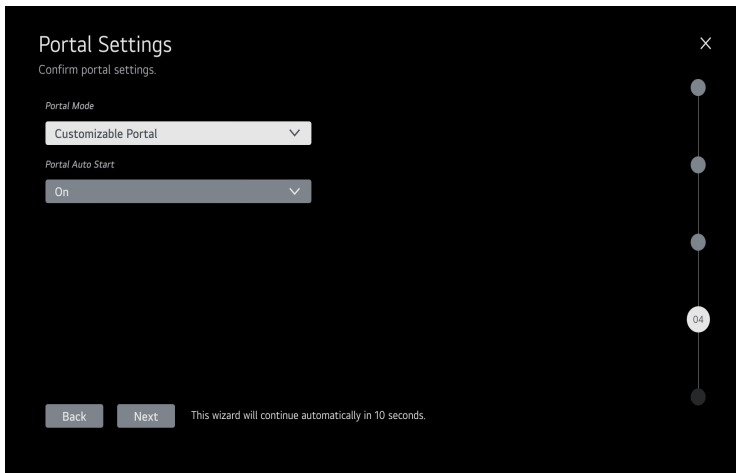 Portal Settings
Confirm portal settings.
Portal Mode
Customizable Portal
Portal Auto Start
On
04
Back
Next
This wizard will continue automatically in 10 seconds.